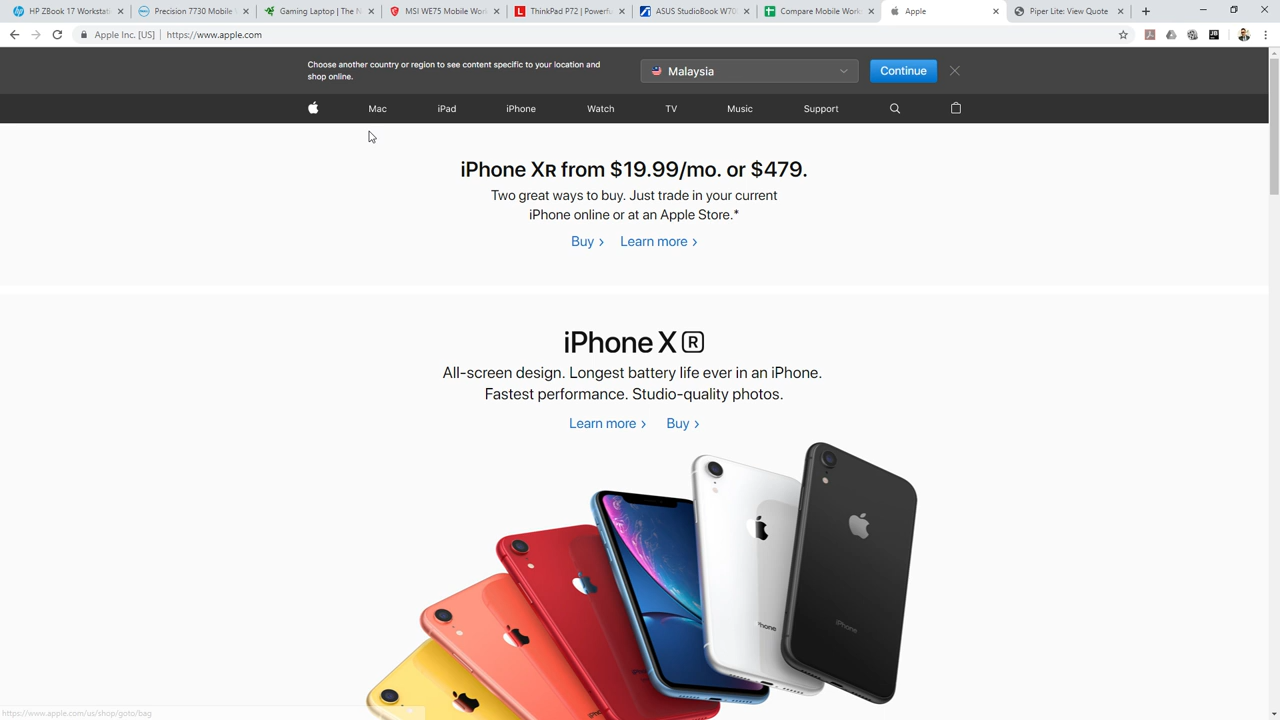 HP ZBook 17 Workstat
Precision 7730 Mobile
Gaming Laptop | The N
MSI WE75 Mobile Work
ThinkPad P72 | Powerfu
ASUS StudioBook W70
Compare Mobile Work
Apple
Piper Lite: View Quote
Apple Inc. [US] | https://www.apple.com
Choose another country or region to see content specific to your location and
shop online.
Malaysia
Continue
Mac iPad iPhone Watch TV Music Support
iPhone XR from $19.99/mo. or $479.
Two great ways to buy. Just trade in your current
iPhone online or at an Apple Store.*
Buy > Learn more >
iPhone XR
All-screen design. Longest battery life ever in an iPhone.
Fastest performance. Studio-quality photos.
Learn more > Buy >
iPhone
iPhone
https://www.apple.com/us/shop/goto/bag